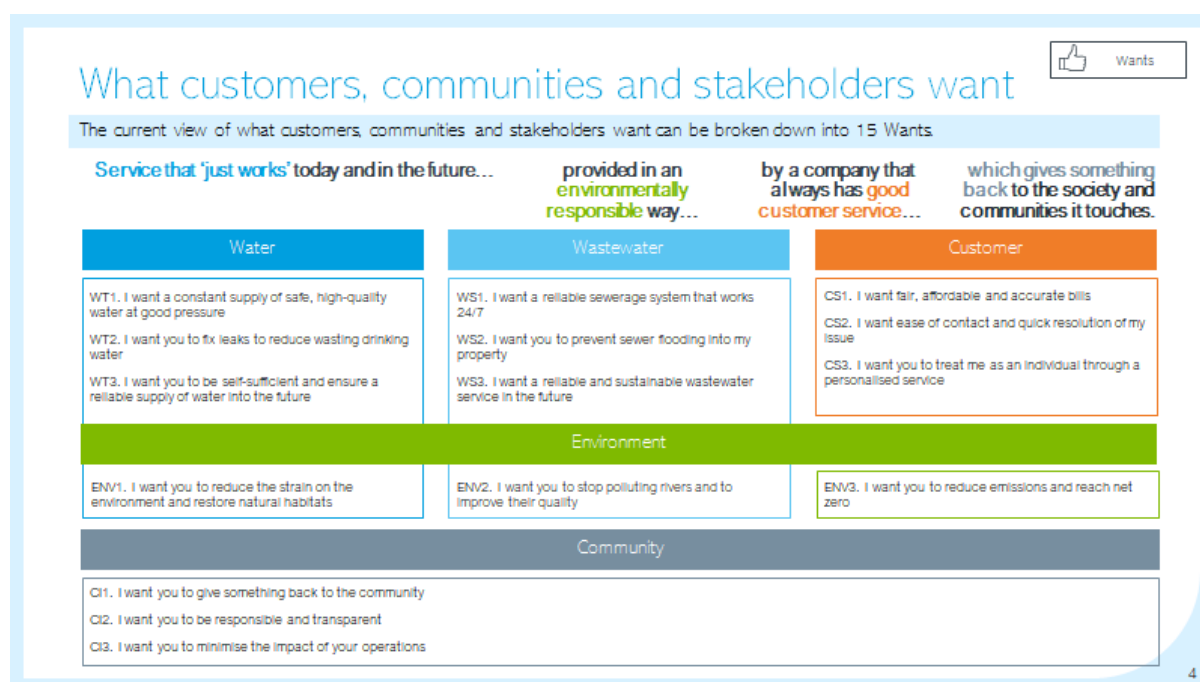 Wants
What customers, communities and stakeholders want
The current view of what customers, communities and stakeholders want can be broken down into 15 Wants.
Service that ‘just works’ today and in the future…
provided in an
environmentally
responsible way…
by a company that
always has good
customer service…
which gives something
back to the society and
communities it touches.
Water
WT1. I want a constant supply of safe, high-quality
water at good pressure
WT2. I want you to fix leaks to reduce wasting drinking
water
WT3. I want you to be self-sufficient and ensure a
reliable supply of water into the future
Wastewater
WS1. I want a reliable sewerage system that works
24/7
WS2. I want you to prevent sewer flooding into my
property
WS3. I want a reliable and sustainable wastewater
service in the future
Customer
CS1. I want fair, affordable and accurate bills
CS2. I want ease of contact and quick resolution of my
issue
CS3. I want you to treat me as an individual through a
personalised service
Environment
ENV1. I want you to reduce the strain on the
environment and restore natural habitats
ENV2. I want you to stop polluting rivers and to
improve their quality
ENV3. I want you to reduce emissions and reach net
zero
Community
CI1. I want you to give something back to the community
CI2. I want you to be responsible and transparent
CI3. I want you to minimise the impact of your operations
4